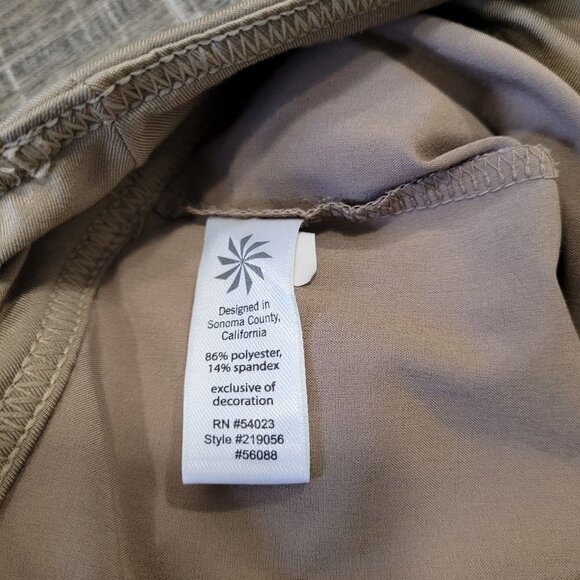 Designed in
Sonoma County,
California
86% polyester,
14% spandex
exclusive of
decoration
RN #54023
Style #219056
#56088